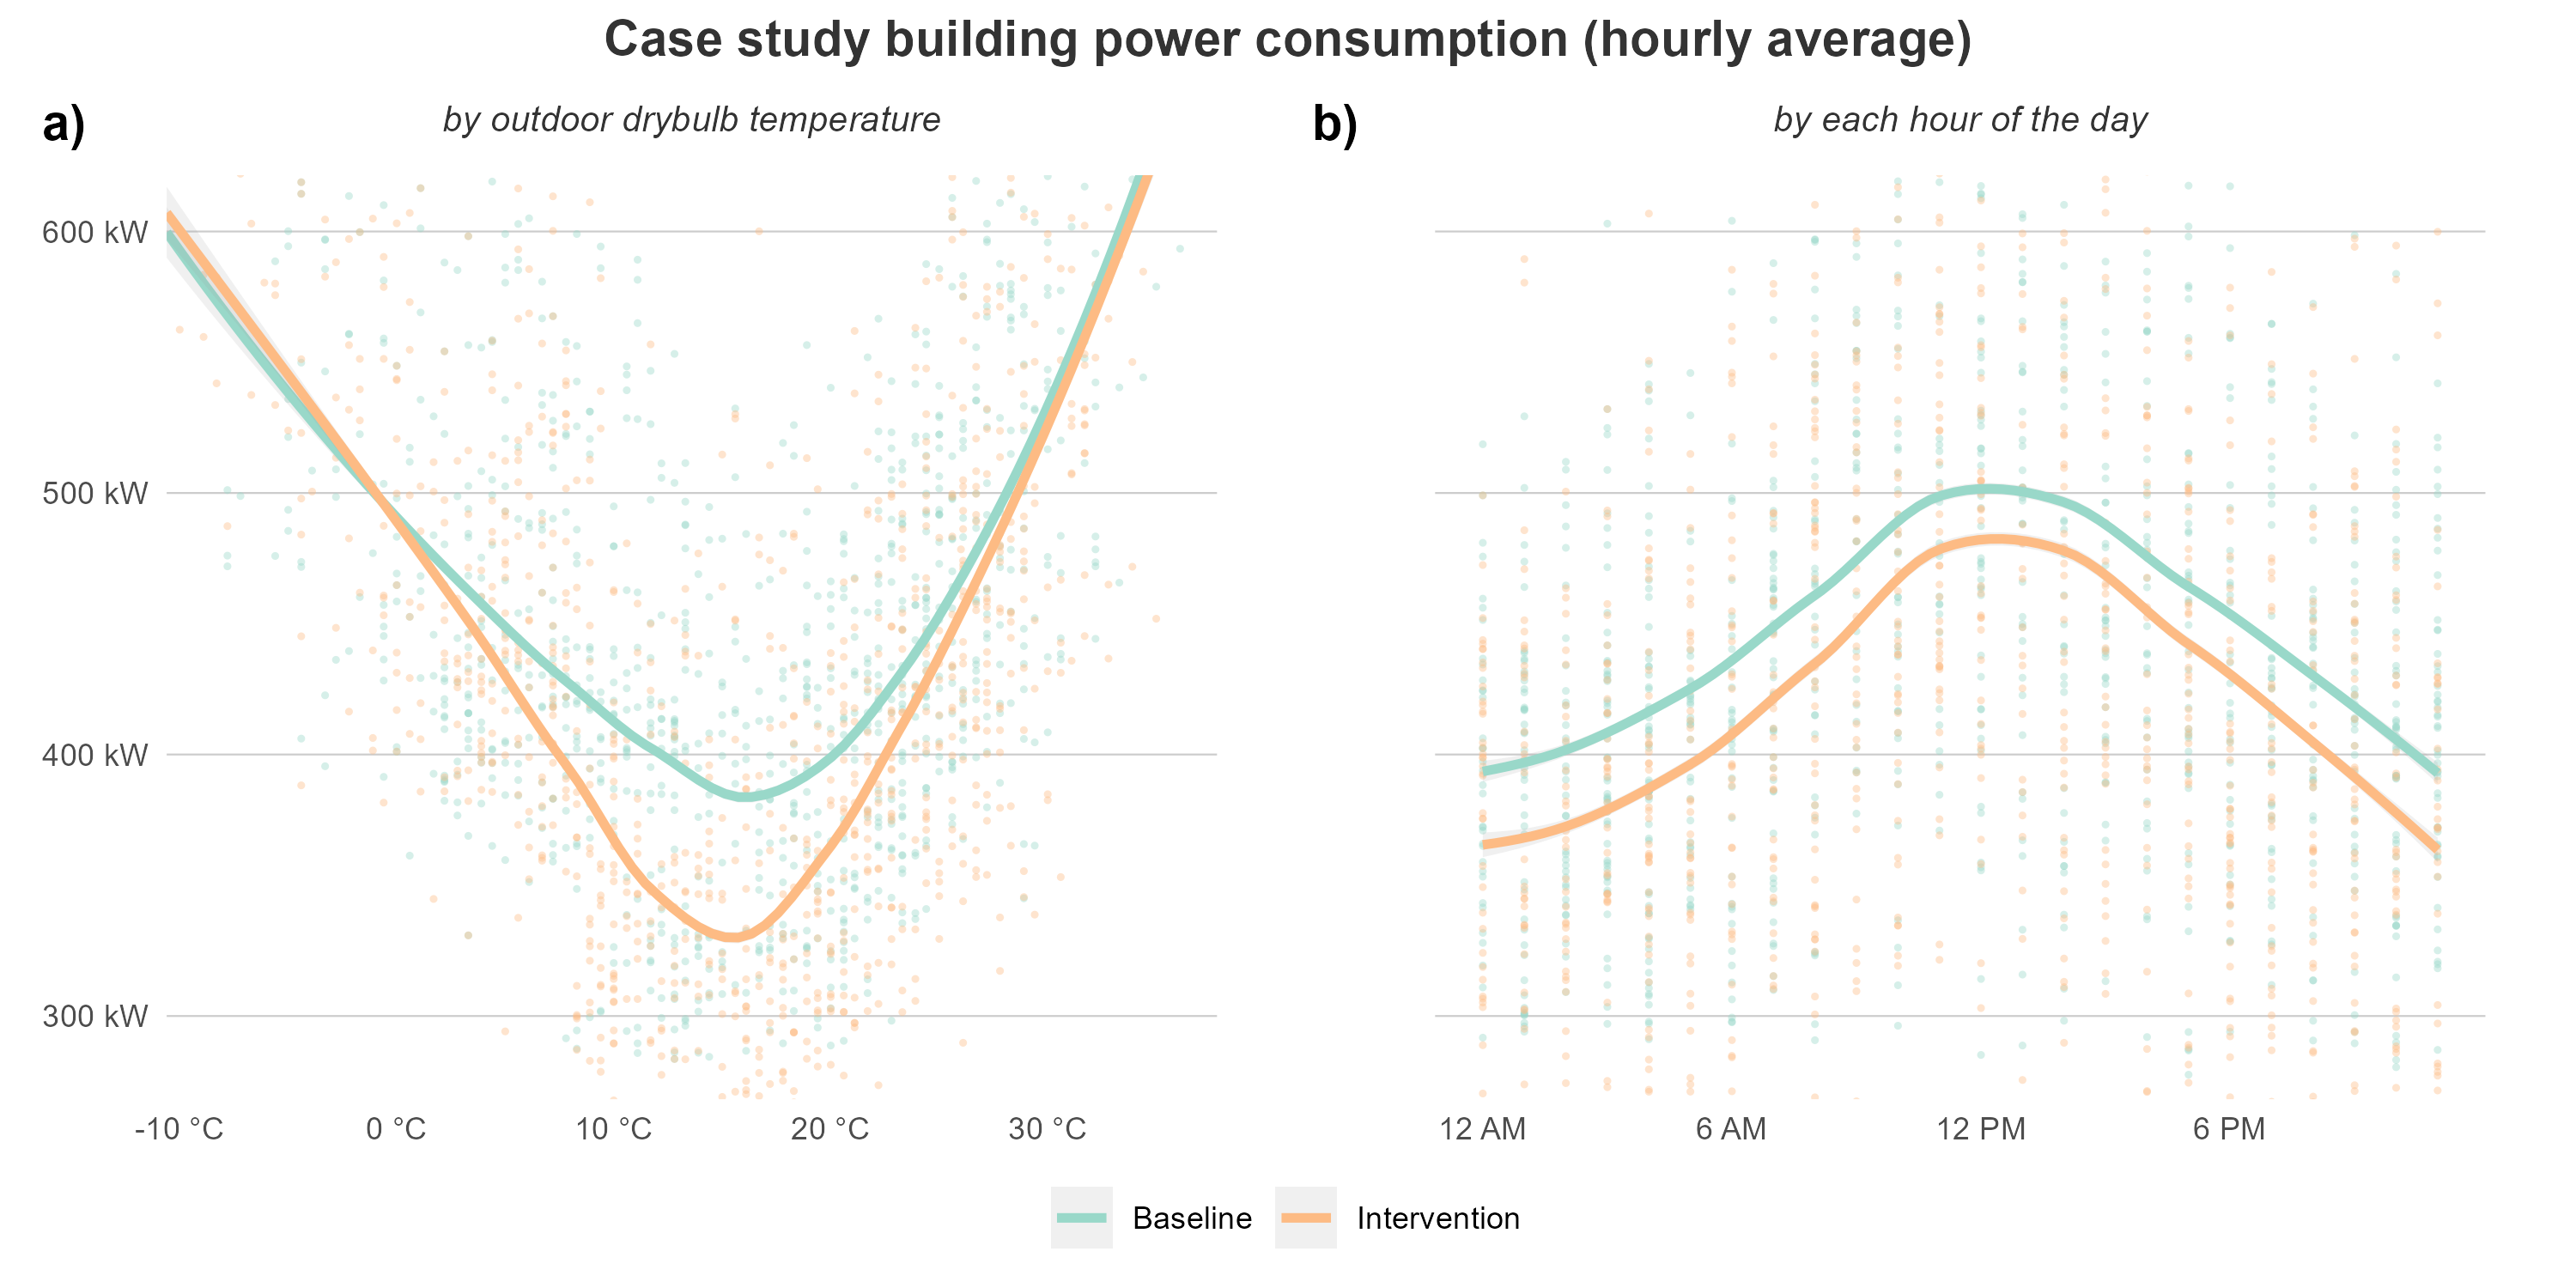 Case study building power consumption (hourly average)
a)
by outdoor drybulb temperature
600 kW
500 kW
400 kW
300 kW
-10 °C
0 °C
10 °C
20 °C
30 °C
b)
by each hour of the day
12 AM
6 AM
12 PM
6 PM
Baseline
Intervention